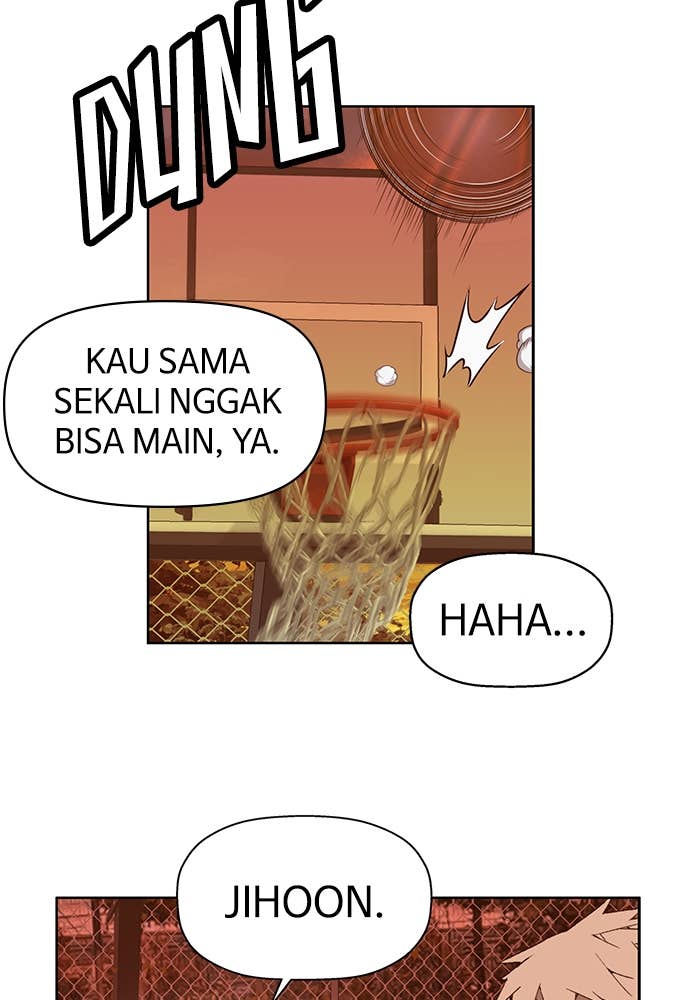 DUNG
KAU SAMA
SEKALI NGGAK
BISA MAIN, YA.
HAHA...
JIHOON.